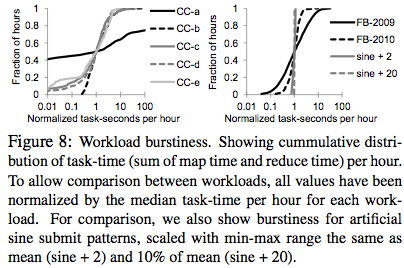 Fraction of hours
1
0.8
0.6
0.4
0.2
0
0.01
0.1
1
10
100
Normalized task-seconds per hour
CC-a
CC-b
CC-c
CC-d
CC-e
Fraction of hours
1
0.8
0.6
0.4
0.2
0
0.01
0.1
1
10
100
Normalized task-seconds per hour
FB-2009
FB-2010
sine + 2
sine + 20
Figure 8: Workload burstiness. Showing cummulative distri-
bution of task-time (sum of map time and reduce time) per hour.
To allow comparison between workloads, all values have been
normalized by the median task-time per hour for each work-
load. For comparison, we also show burstiness for artificial
sine submit patterns, scaled with min-max range the same as
mean (sine + 2) and 10% of mean (sine + 20).